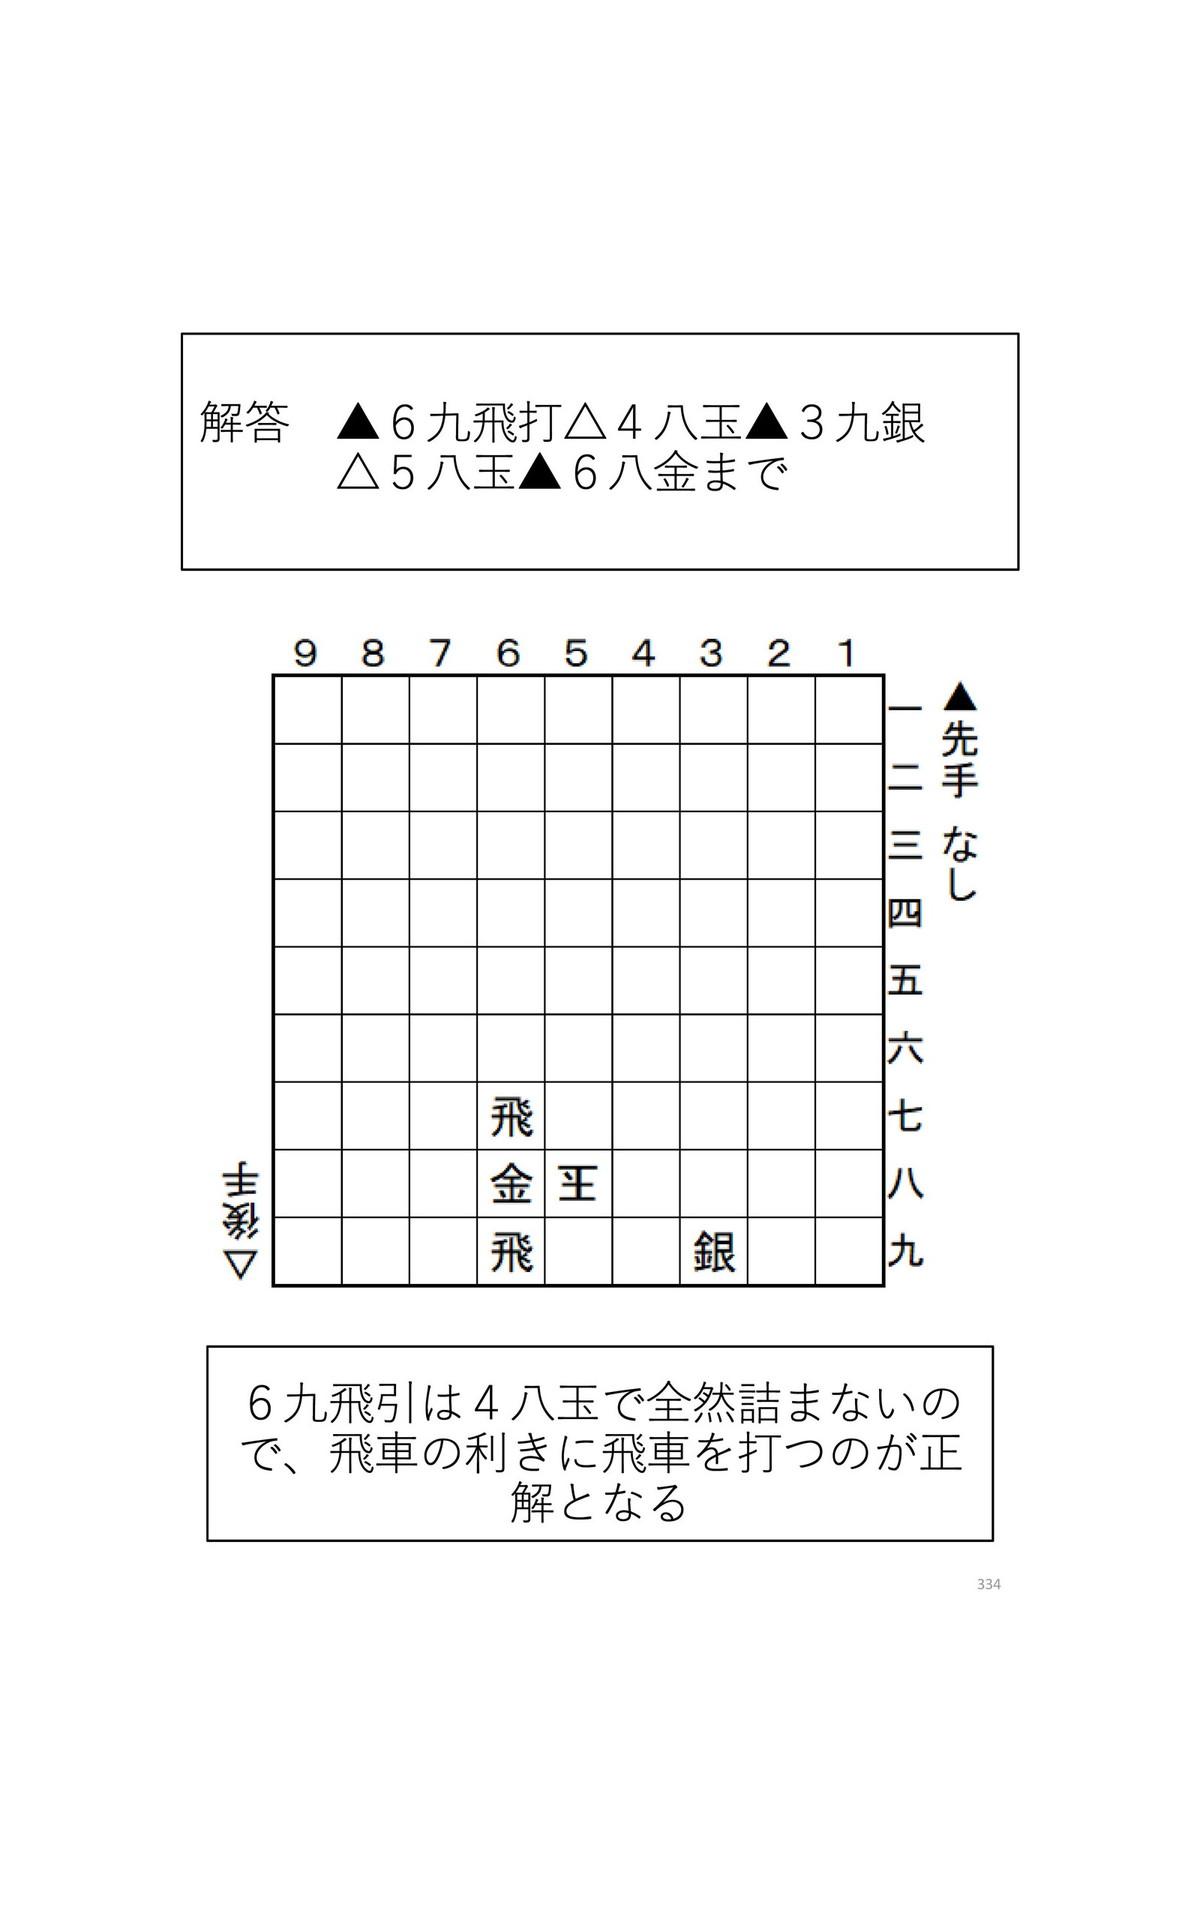 解答　▲６九飛打△４八玉▲３九銀
△５八玉▲６八金まで
9 8 7 6 5 4 3 2 1
一
二
三
四
五
六
七
八
九
▲先手 なし
飛
金 王
飛 銀
△後手
６九飛引は４八玉で全然詰まないの
で、飛車の利きに飛車を打つのが正
解となる
334